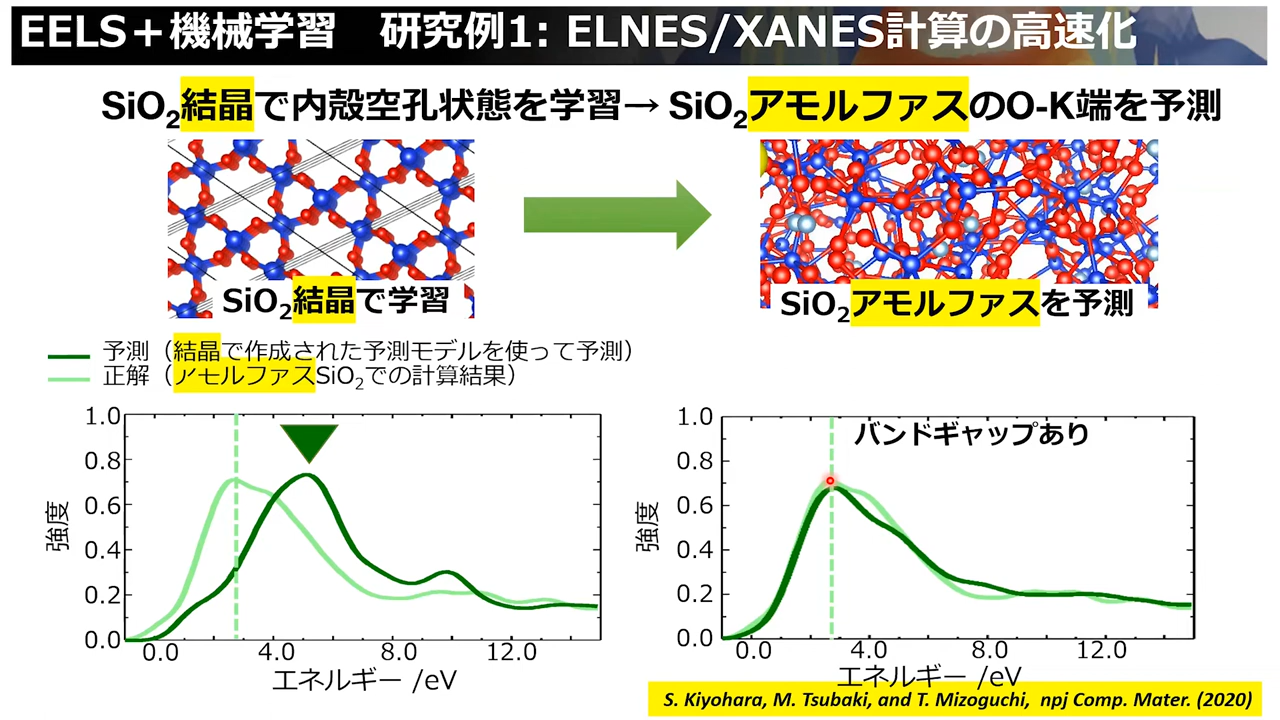 EELS＋機械学習　研究例1: ELNES/XANES計算の高速化
SiO₂結晶で内殻空孔状態を学習→ SiO₂アモルファスのO-K端を予測
SiO₂結晶で学習
SiO₂アモルファスを予測
予測（結晶で作成された予測モデルを使って予測）
正解（アモルファスSiO₂での計算結果）
1.0
0.8
0.6
0.4
0.2
0.0
強度
0.0 4.0 8.0 12.0
エネルギー /eV
バンドギャップあり
1.0
0.8
0.6
0.4
0.2
0.0
強度
0.0 4.0 8.0 12.0
エネルギー /eV
S. Kiyohara, M. Tsubaki, and T. Mizoguchi, npj Comp. Mater. (2020)